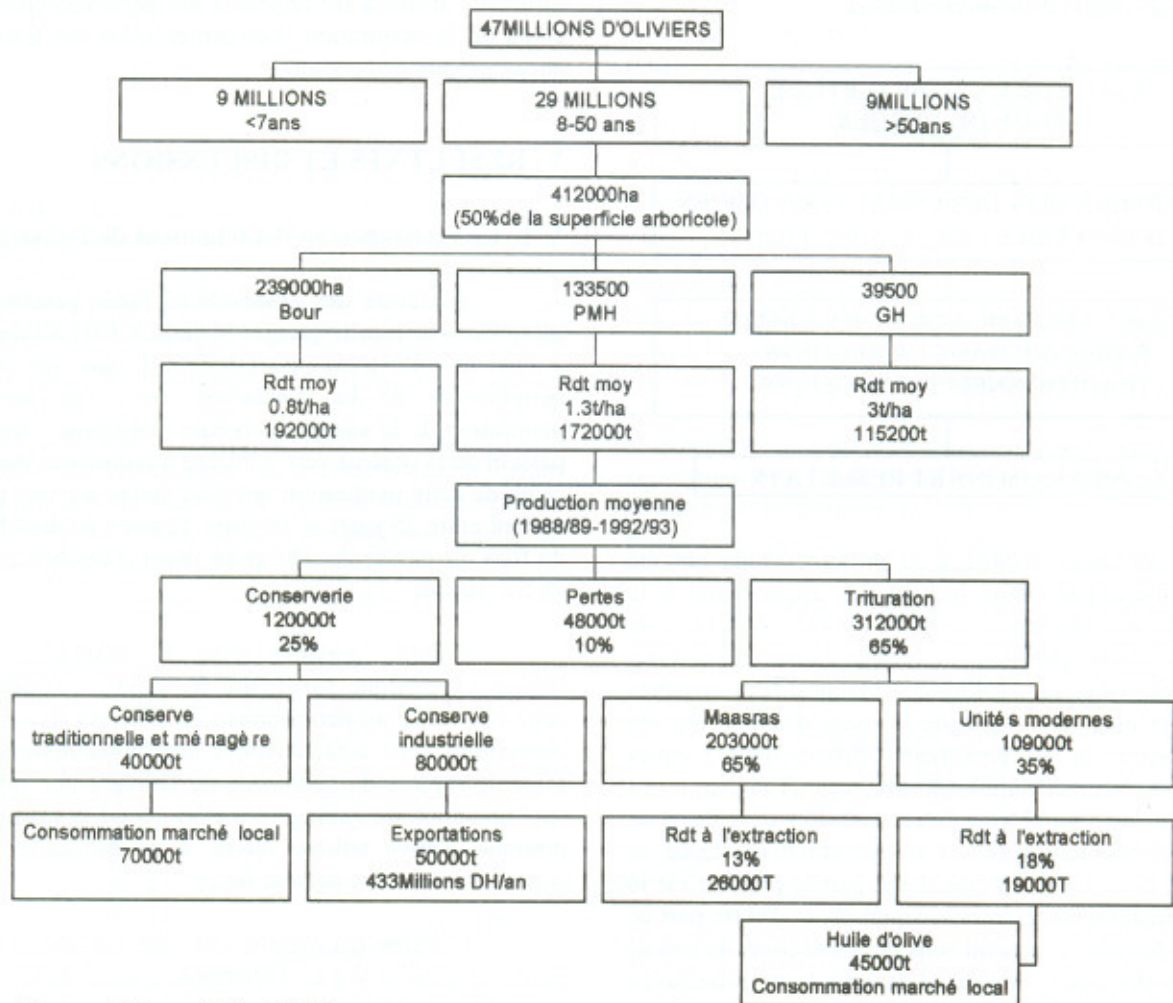 47MILLIONS D'OLIVIERS
9 MILLIONS
<7ans
29 MILLIONS
8-50 ans
9MILLIONS
>50ans
412000ha
(50%de la superficie arboricole)
239000ha
Bour
133500
PMH
39500
GH
Rdt moy
0.8t/ha
192000t
Rdt moy
1.3t/ha
172000t
Rdt moy
3t/ha
115200t
Production moyenne
(1988/89-1992/93)
Conserverie
120000t
25%
Pertes
48000t
10%
Trituration
312000t
65%
Conserve
traditionnelle et ménagère
40000t
Conserve
industrielle
80000t
Maasras
203000t
65%
Unités modernes
109000t
35%
Consommation marché local
70000t
Exportations
50000t
433Millions DH/an
Rdt à l'extraction
13%
26000T
Rdt à l'extraction
18%
19000T
Huile d'olive
45000t
Consommation marché local